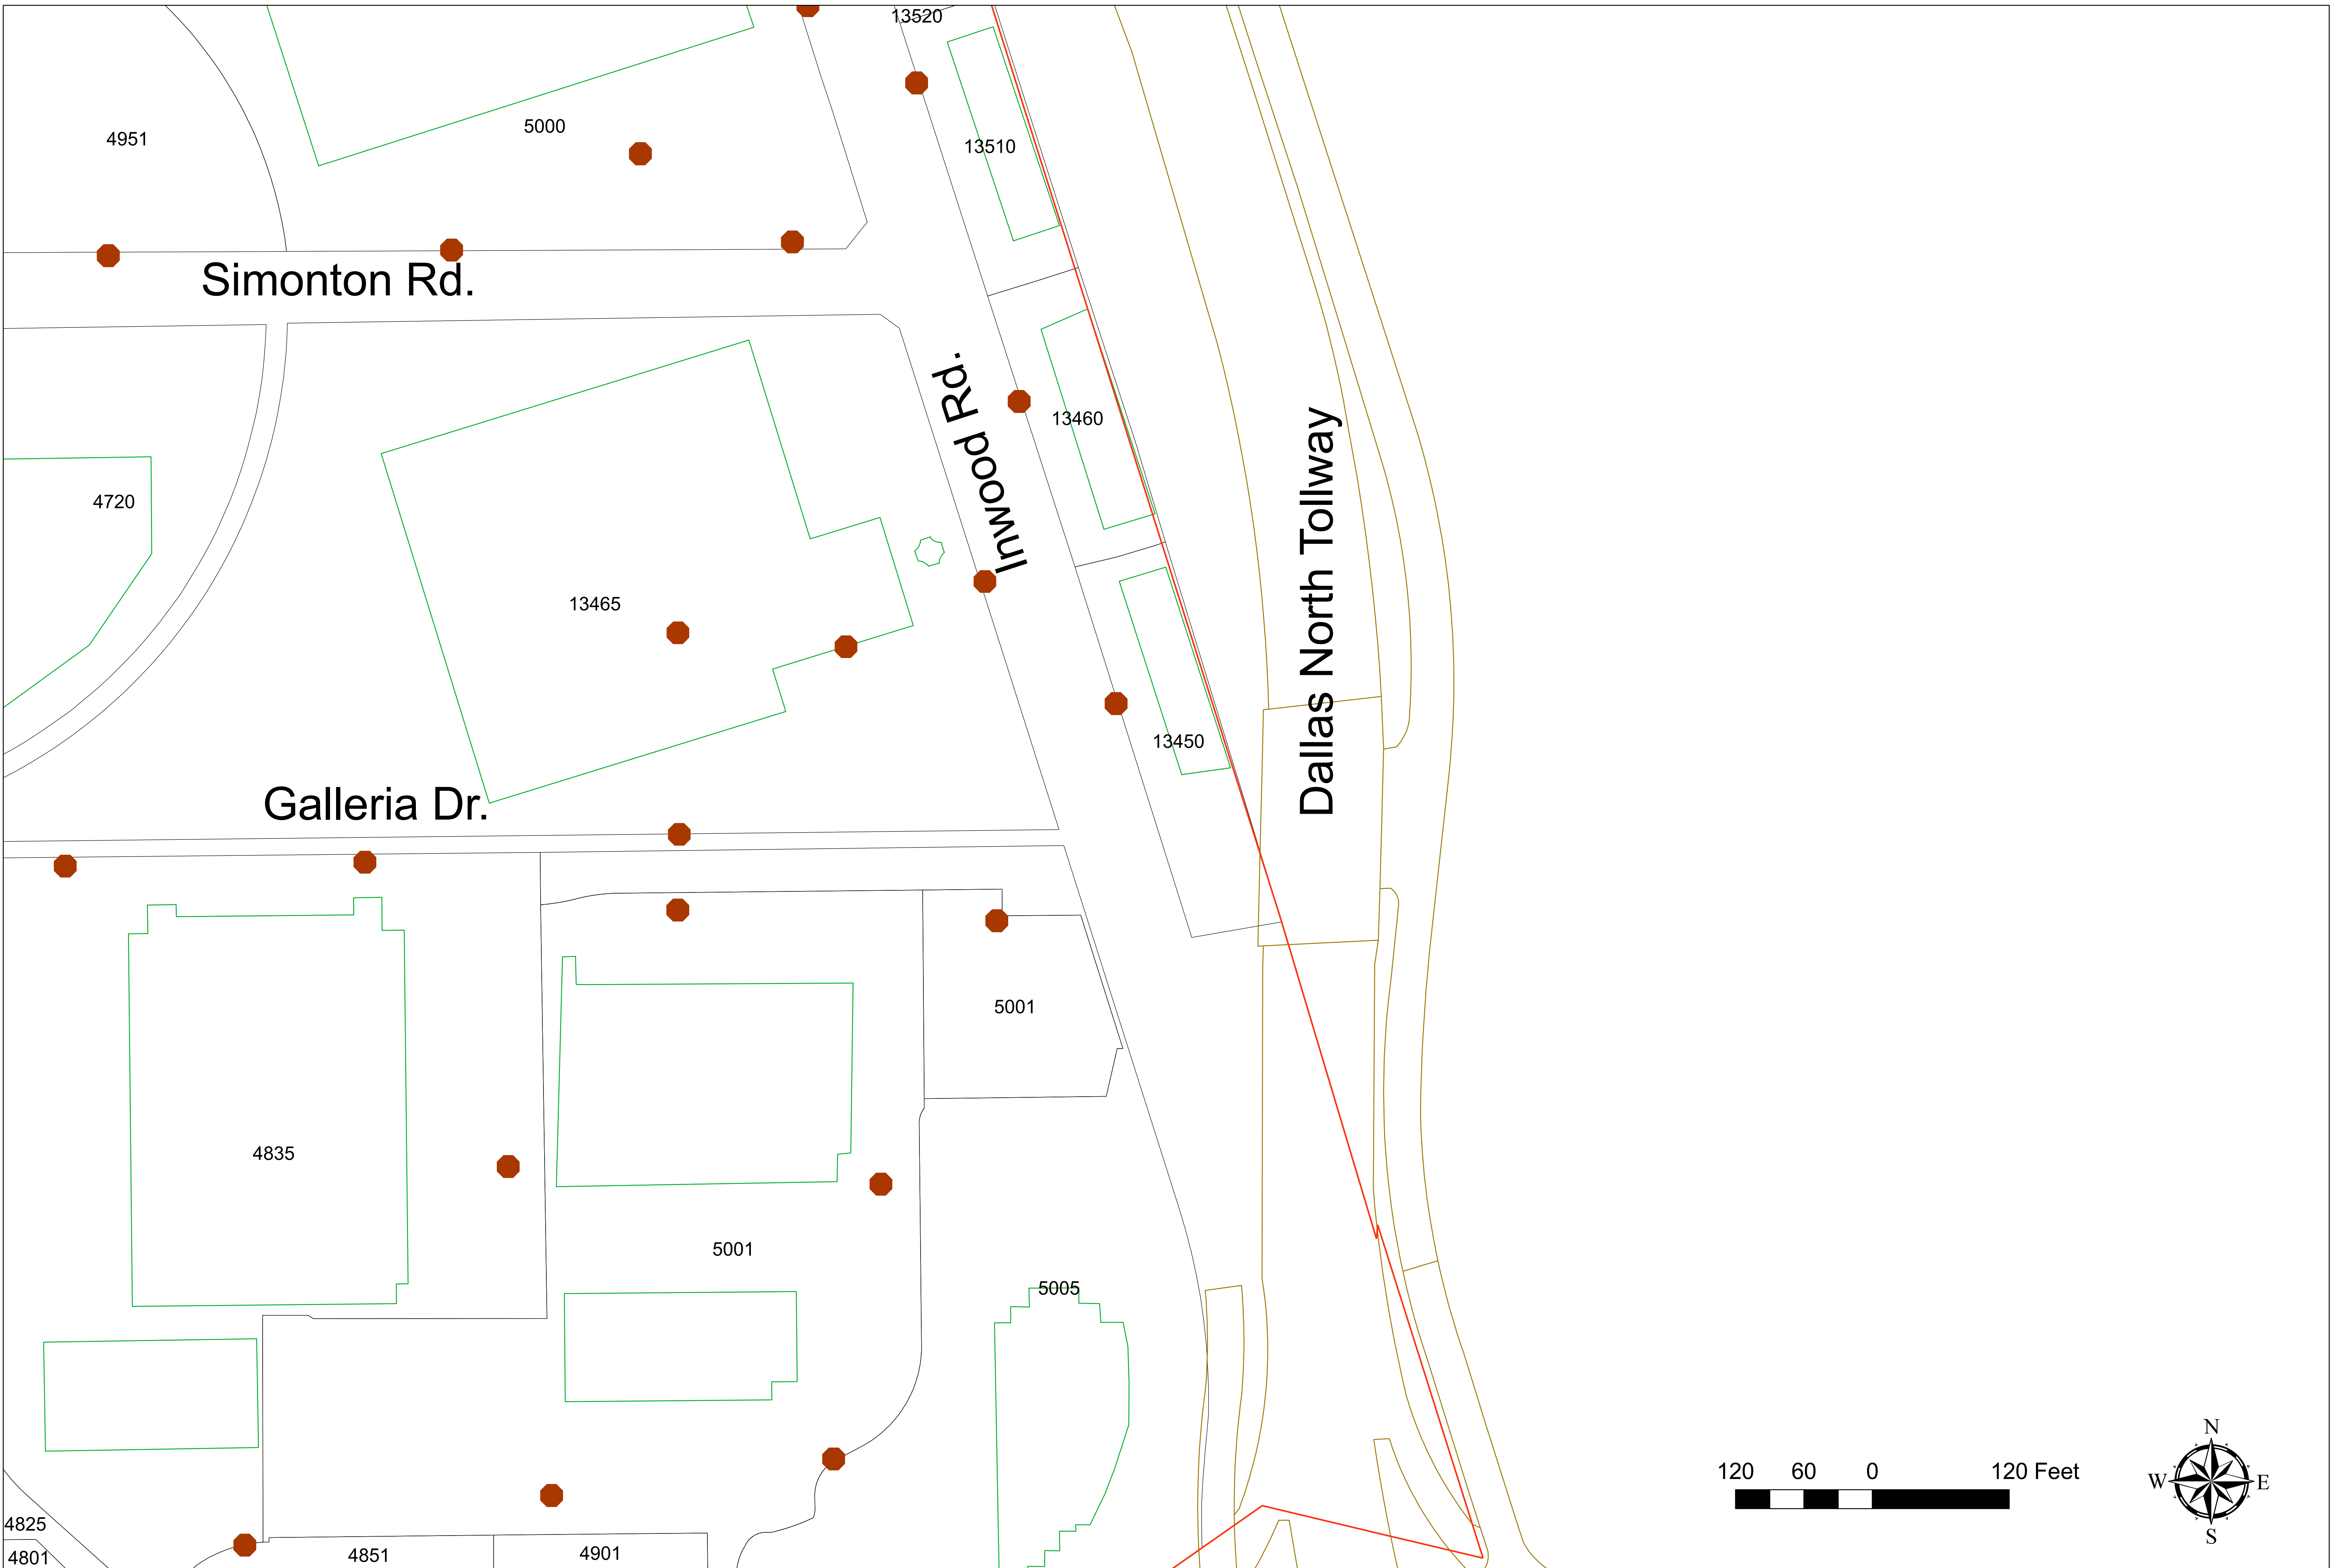 13520
5000
4951
13510
Simonton Rd.
Inwood Rd.
13460
Dallas North Tollway
4720
13465
13450
Galleria Dr.
5001
4835
5001
5005
120 60 0 120 Feet
N
W E
S
4825
4801
4851
4901